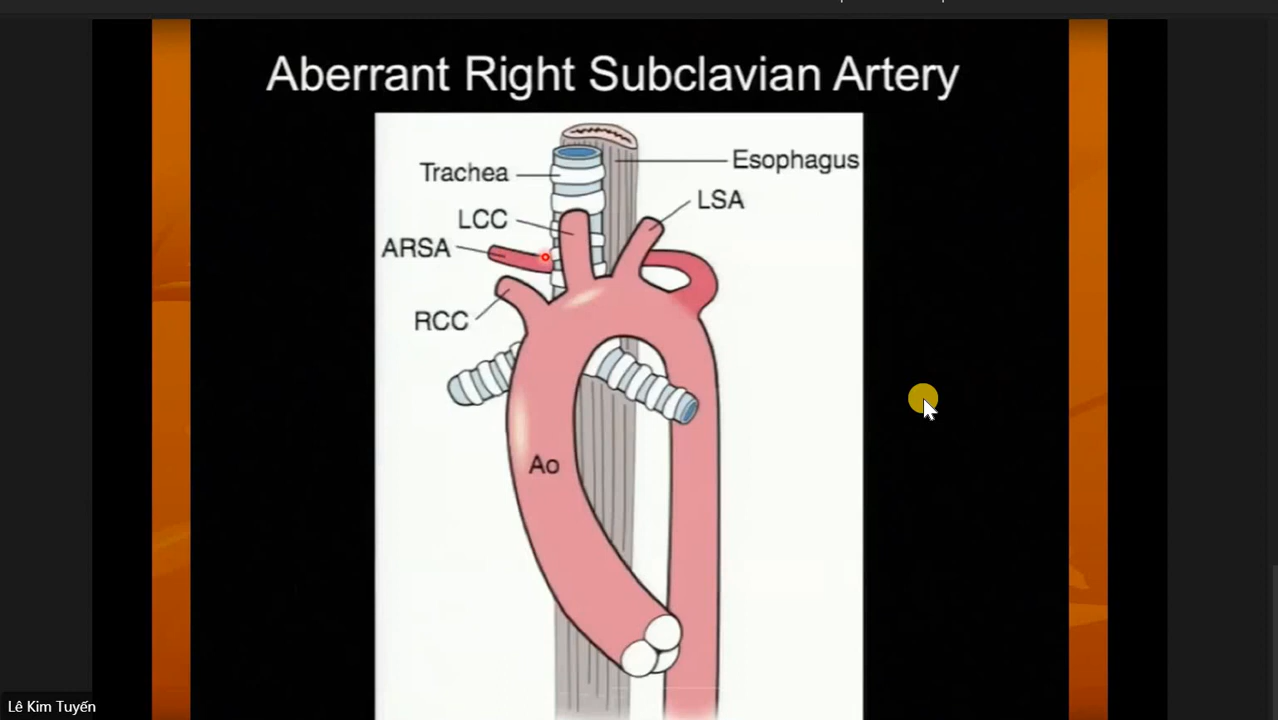 Aberrant Right Subclavian Artery
Esophagus
Trachea
LSA
LCC
ARSA
RCC
Ao
Lê Kim Tuyến